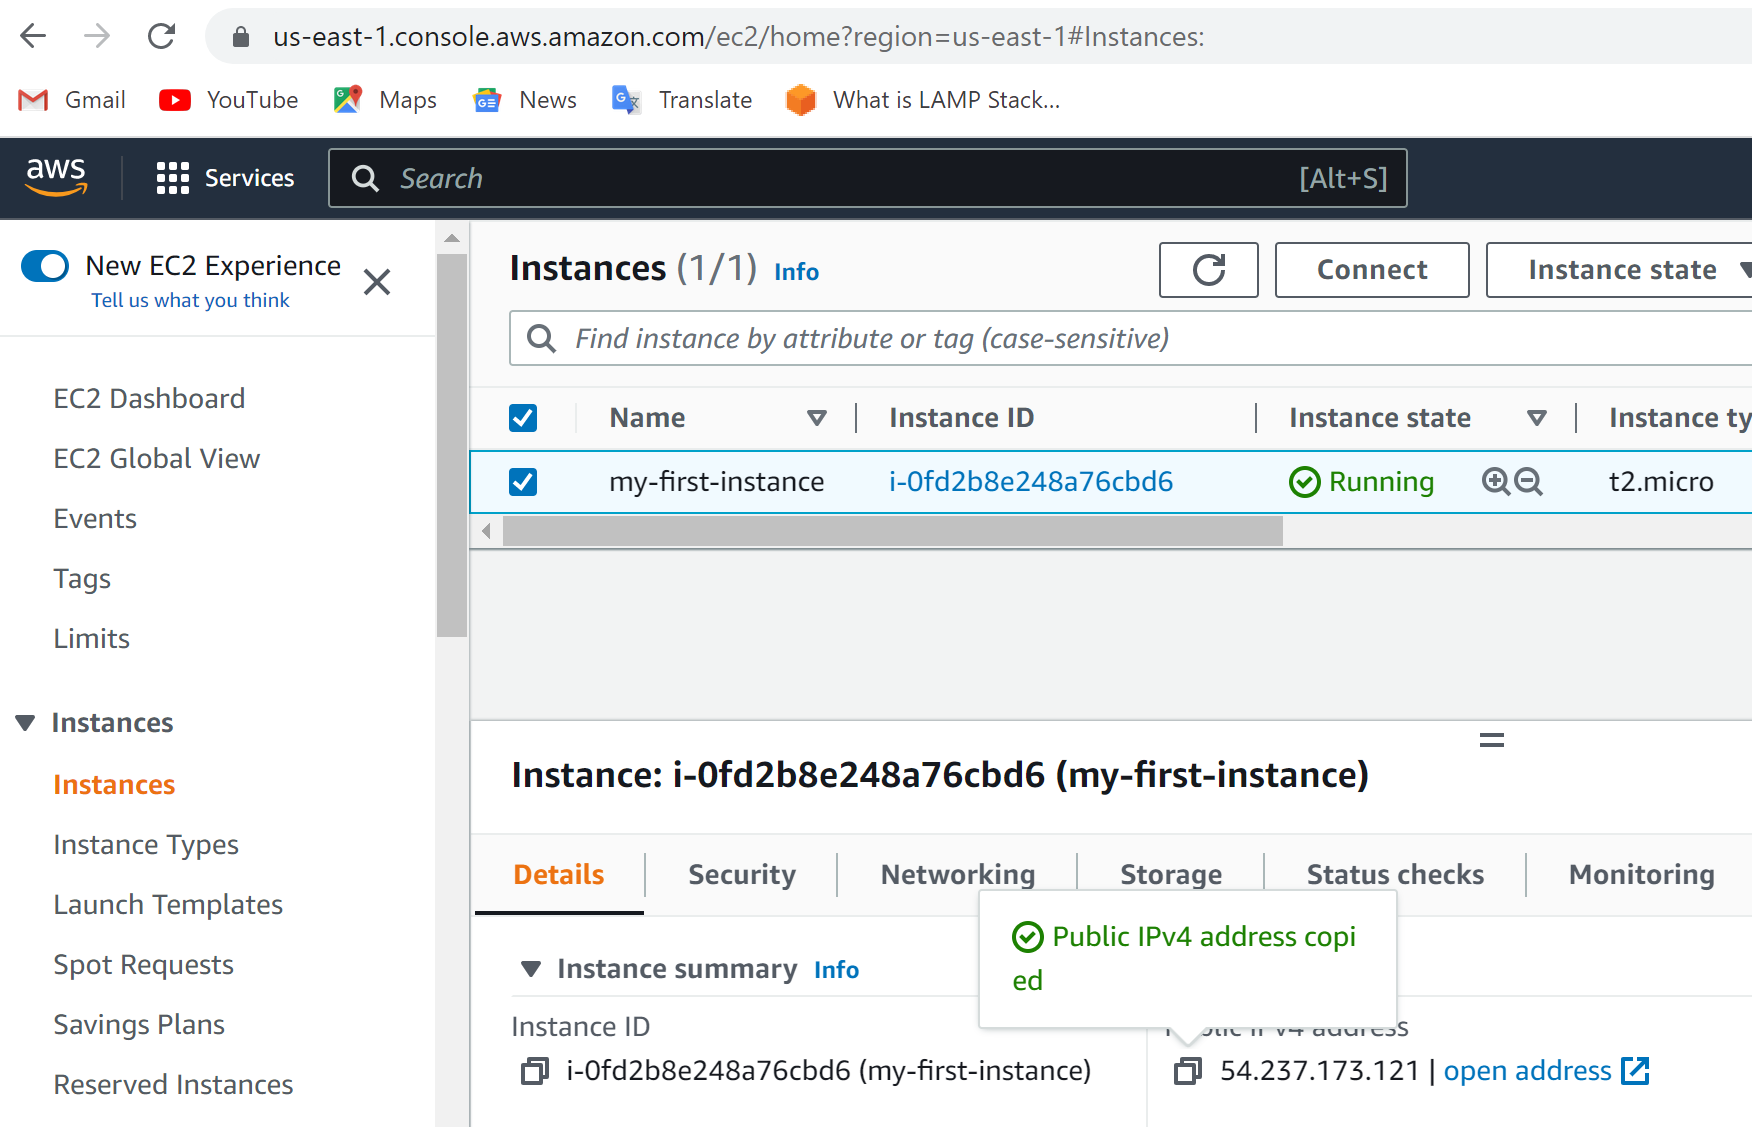 us-east-1.console.aws.amazon.com/ec2/home?region=us-east-1#Instances:
Gmail YouTube Maps News Translate What is LAMP Stack...
aws Services Search [Alt+S]
New EC2 Experience
Tell us what you think
EC2 Dashboard
EC2 Global View
Events
Tags
Limits
Instances
Instances
Instance Types
Launch Templates
Spot Requests
Savings Plans
Reserved Instances
Instances (1/1) Info Connect Instance state
Find instance by attribute or tag (case-sensitive)
Name Instance ID Instance state Instance ty
my-first-instance i-0fd2b8e248a76cbd6 Running t2.micro
Instance: i-0fd2b8e248a76cbd6 (my-first-instance)
Details Security Networking Storage Status checks Monitoring
Public IPv4 address copi
ed
Instance summary Info
Instance ID Public IPv4 address
i-0fd2b8e248a76cbd6 (my-first-instance) 54.237.173.121 | open address